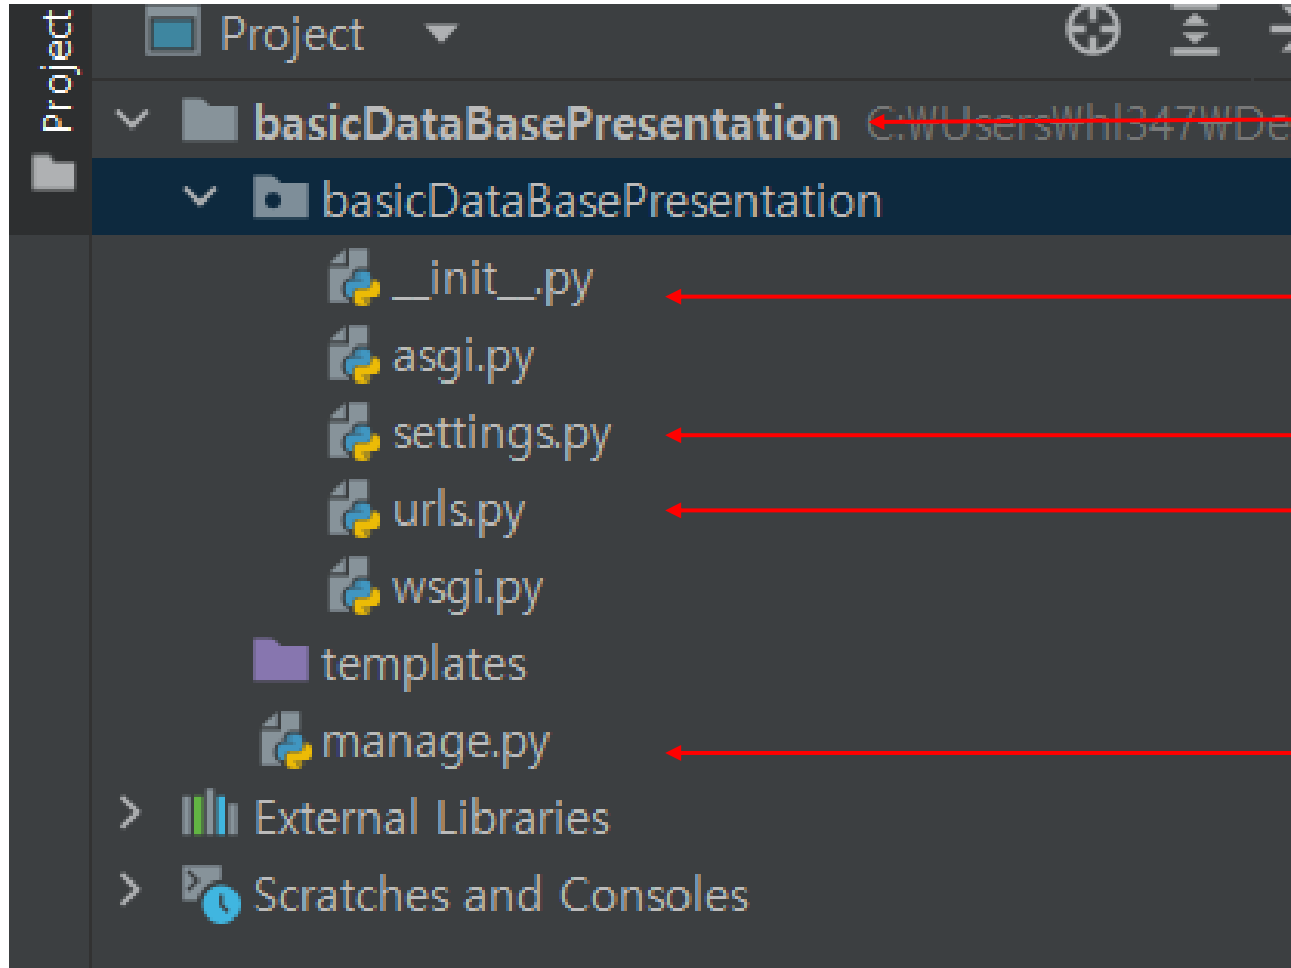 Project
Project
basicDataBasePresentation C:WUsersWhl347WDe
basicDataBasePresentation
__init__.py
asgi.py
settings.py
urls.py
wsgi.py
templates
manage.py
External Libraries
Scratches and Consoles